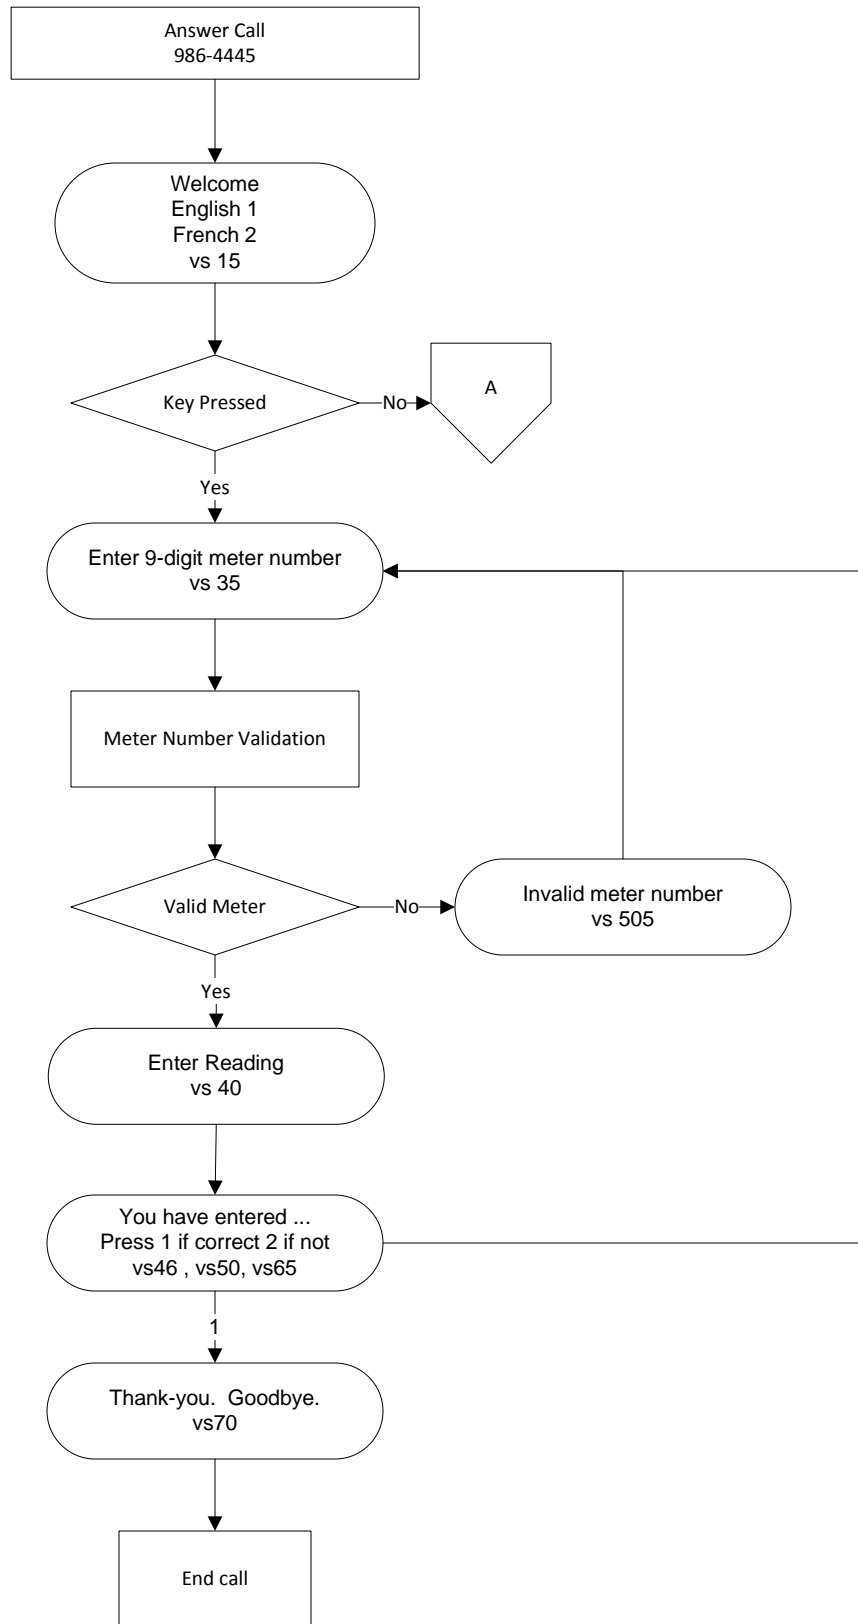 Answer Call
986-4445
Welcome
English 1
French 2
vs 15
Key Pressed
No
A
Yes
Enter 9-digit meter number
vs 35
Meter Number Validation
Valid Meter
No
Invalid meter number
vs 505
Yes
Enter Reading
vs 40
You have entered ...
Press 1 if correct 2 if not
vs46 , vs50, vs65
1
Thank-you.  Goodbye.
vs70
End call